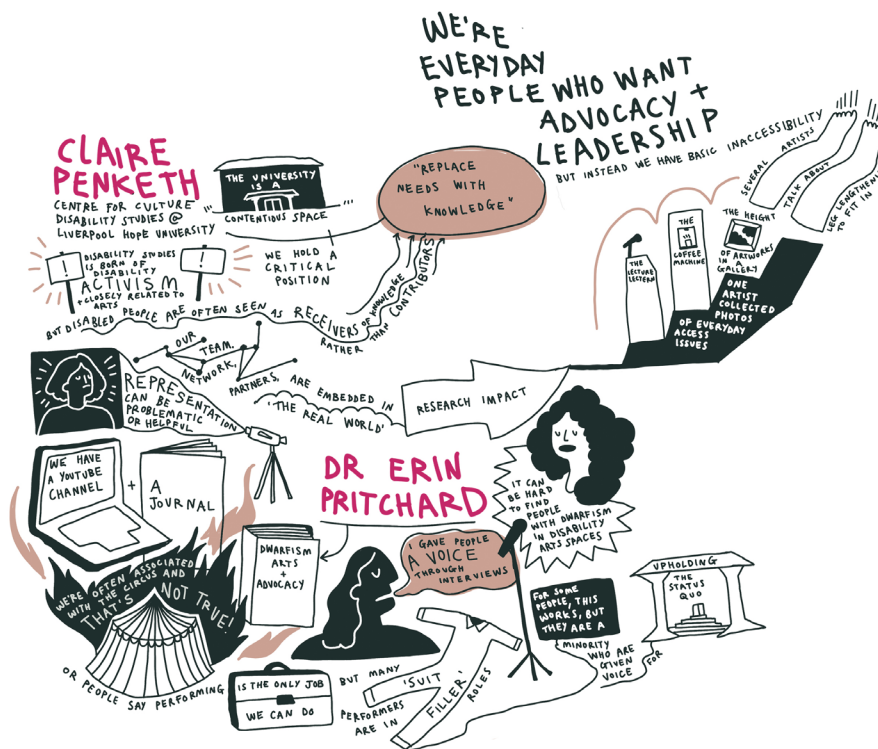 WE'RE
EVERYDAY
PEOPLE WHO WANT
ADVOCACY +
LEADERSHIP
BUT INSTEAD WE HAVE BASIC INACCESSIBILITY
SEVERAL ARTISTS
TALK ABOUT
LEG LENGTHENING
TO FIT IN
THE
LECTURE
LECTERN
THE
COFFEE
MACHINE
THE HEIGHT
OF ARTWORKS
IN A
GALLERY
ONE
ARTIST
COLLECTED
PHOTOS
OF EVERYDAY
ACCESS
ISSUES
CLAIRE
PENKETH
CENTRE FOR CULTURE
DISABILITY STUDIES @
LIVERPOOL HOPE UNIVERSITY
"THE UNIVERSITY
IS A
CONTENTIOUS SPACE"
WE HOLD A
CRITICAL
POSITION
"REPLACE
NEEDS WITH
KNOWLEDGE"
!
DISABILITY STUDIES
IS BORN OF
DISABILITY
ACTIVISM
+ CLOSELY RELATED TO
ARTS
!
BUT DISABLED PEOPLE ARE OFTEN SEEN AS RECEIVERS OF KNOWLEDGE
RATHER THAN CONTRIBUTORS
OUR
TEAM,
NETWORK,
PARTNERS, ARE EMBEDDED IN
'THE REAL WORLD'
RESEARCH IMPACT
REPRESENTATION
CAN BE
PROBLEMATIC
OR HELPFUL
WE HAVE
A YOUTUBE
CHANNEL
+
A
JOURNAL
WE'RE OFTEN ASSOCIATED
WITH THE CIRCUS AND
THAT'S NOT TRUE!
OR PEOPLE SAY PERFORMING
IS THE ONLY JOB
WE CAN DO
BUT MANY
PERFORMERS
ARE IN
'SUIT
FILLER'
ROLES
DR ERIN
PRITCHARD
DWARFISM
ARTS
+
ADVOCACY
I GAVE PEOPLE
A VOICE
THROUGH
INTERVIEWS
IT CAN
BE HARD
TO FIND
PEOPLE
WITH DWARFISM
IN DISABILITY
ARTS SPACES
FOR SOME
PEOPLE, THIS
WORKS, BUT
THEY ARE A
MINORITY
WHO ARE
GIVEN
VOICE FOR
UPHOLDING
THE
STATUS
QUO